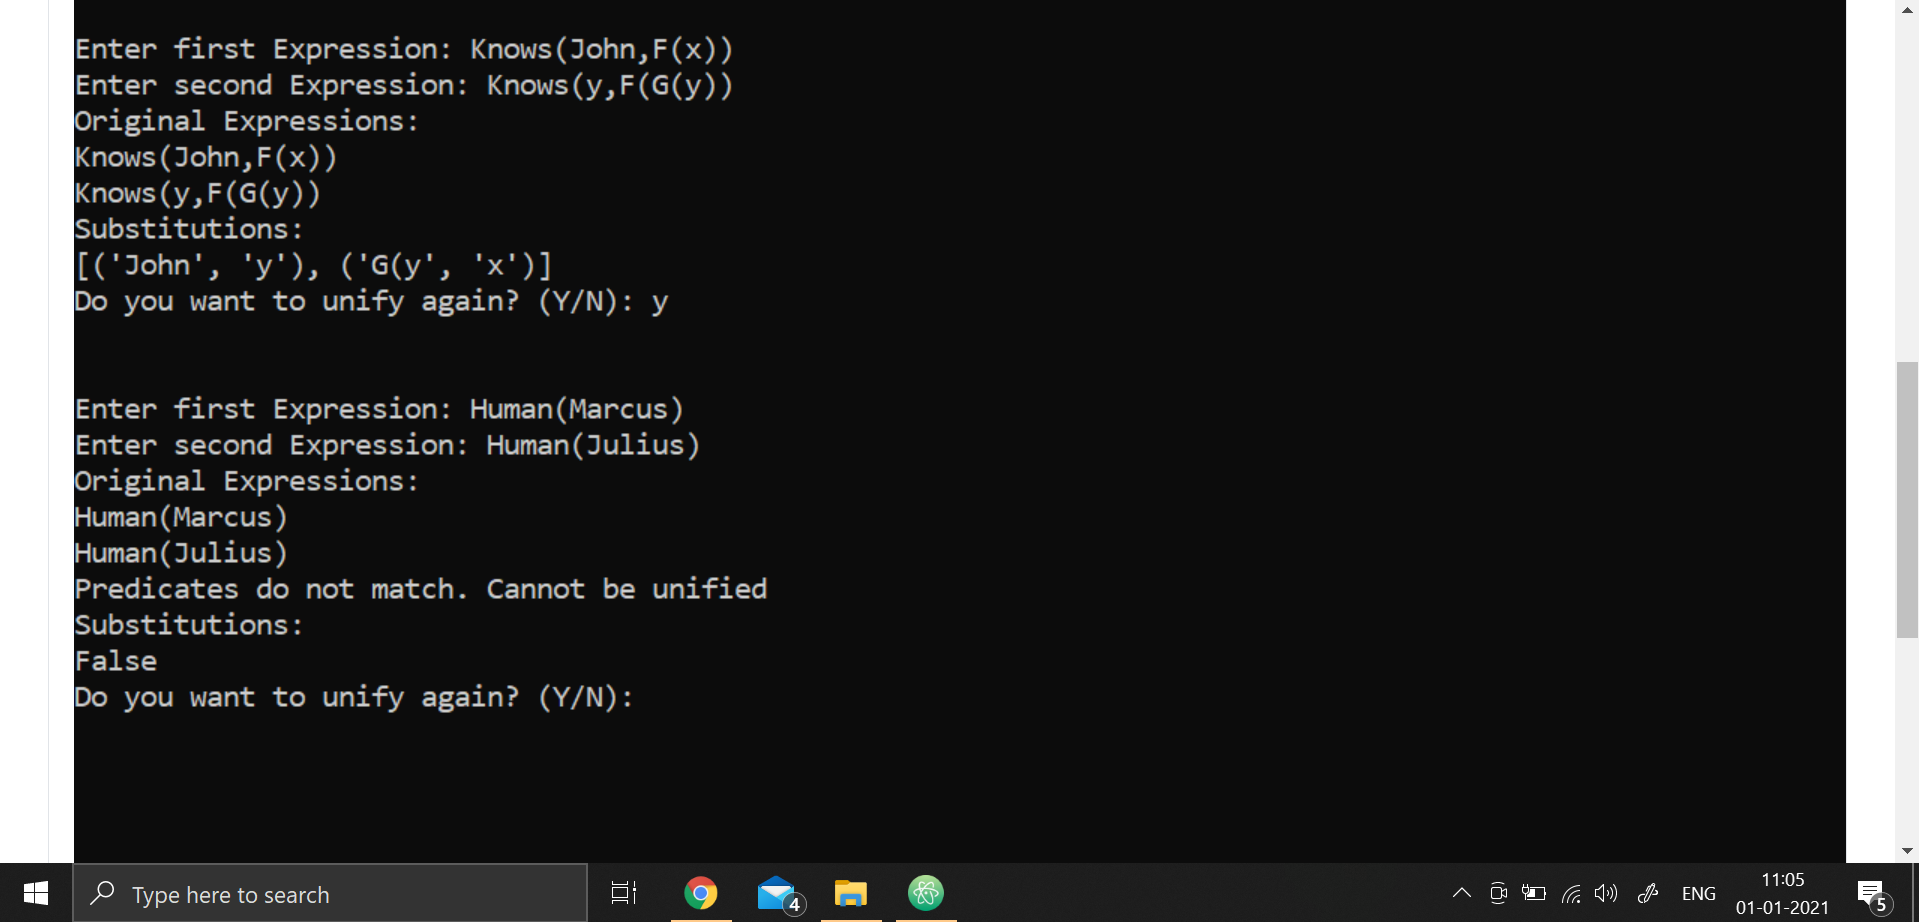 Enter first Expression: Knows(John,F(x))
Enter second Expression: Knows(y,F(G(y))
Original Expressions:
Knows(John,F(x))
Knows(y,F(G(y))
Substitutions:
[('John', 'y'), ('G(y', 'x')]
Do you want to unify again? (Y/N): y
Enter first Expression: Human(Marcus)
Enter second Expression: Human(Julius)
Original Expressions:
Human(Marcus)
Human(Julius)
Predicates do not match. Cannot be unified
Substitutions:
False
Do you want to unify again? (Y/N):
Type here to search
4
ENG
11:05
01-01-2021
5